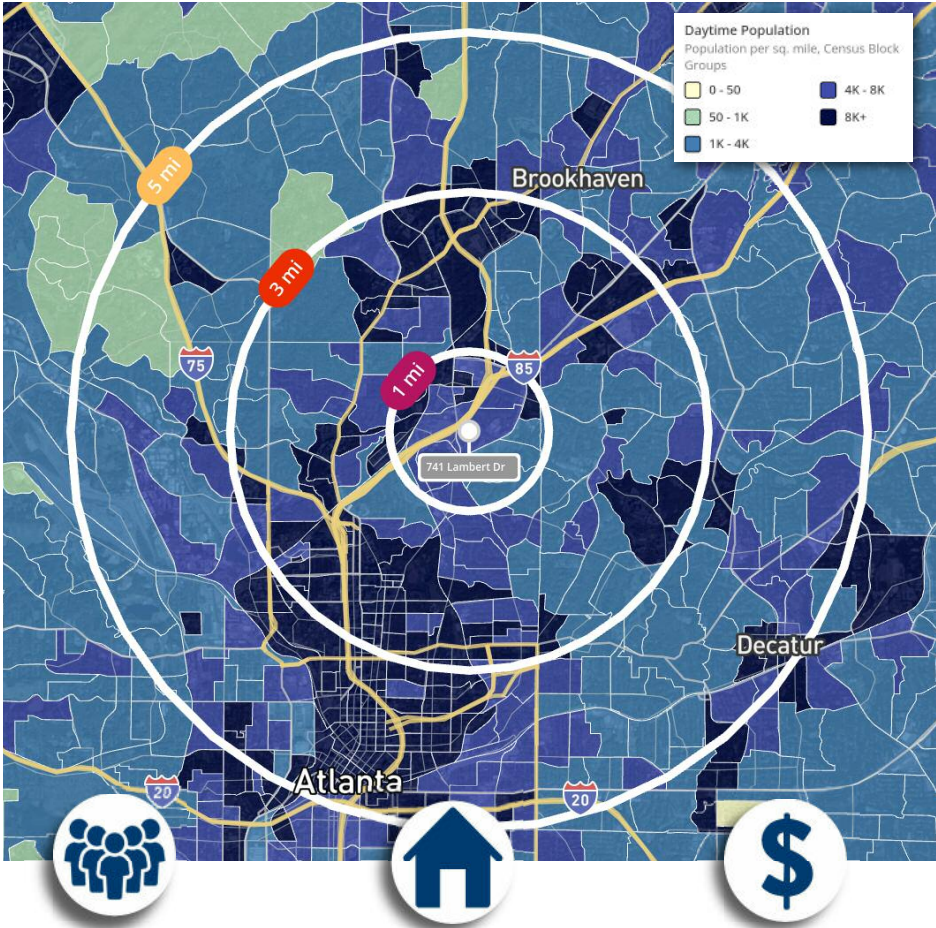 Daytime Population
Population per sq. mile, Census Block
Groups
0 - 50
4K - 8K
50 - 1K
8K+
1K - 4K
5 mi
Brookhaven
3 mi
75
1 mi
85
741 Lambert Dr
Decatur
Atlanta
20
20
$